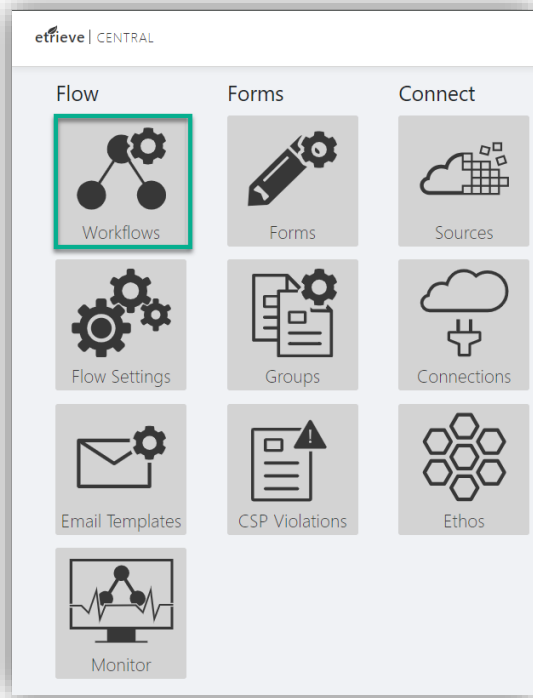 etrieve | CENTRAL
Flow
Forms
Connect
Workflows
Forms
Sources
Flow Settings
Groups
Connections
Email Templates
CSP Violations
Ethos
Monitor